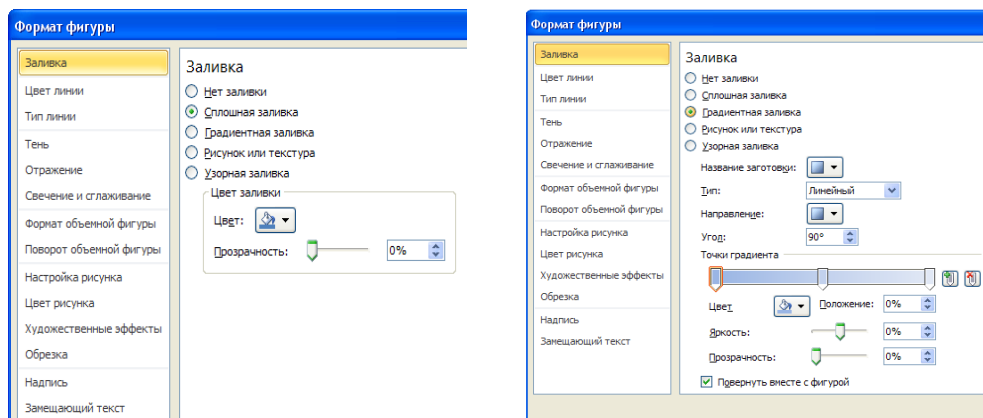 Формат фигуры
Заливка
Цвет линии
Тип линии
Тень
Отражение
Свечение и сглаживание
Формат объемной фигуры
Поворот объемной фигуры
Настройка рисунка
Цвет рисунка
Художественные эффекты
Обрезка
Надпись
Замещающий текст
Заливка
Нет заливки
Сплошная заливка
Градиентная заливка
Рисунок или текстура
Узорная заливка
Цвет заливки
Цвет:
Прозрачность: 0%
Формат фигуры
Заливка
Цвет линии
Тип линии
Тень
Отражение
Свечение и сглаживание
Формат объемной фигуры
Поворот объемной фигуры
Настройка рисунка
Цвет рисунка
Художественные эффекты
Обрезка
Надпись
Замещающий текст
Заливка
Нет заливки
Сплошная заливка
Градиентная заливка
Рисунок или текстура
Узорная заливка
Название заготовки:
Тип: Линейный
Направление:
Угол: 90°
Точки градиента
Цвет Положение: 0%
Яркость: 0%
Прозрачность: 0%
Повернуть вместе с фигурой